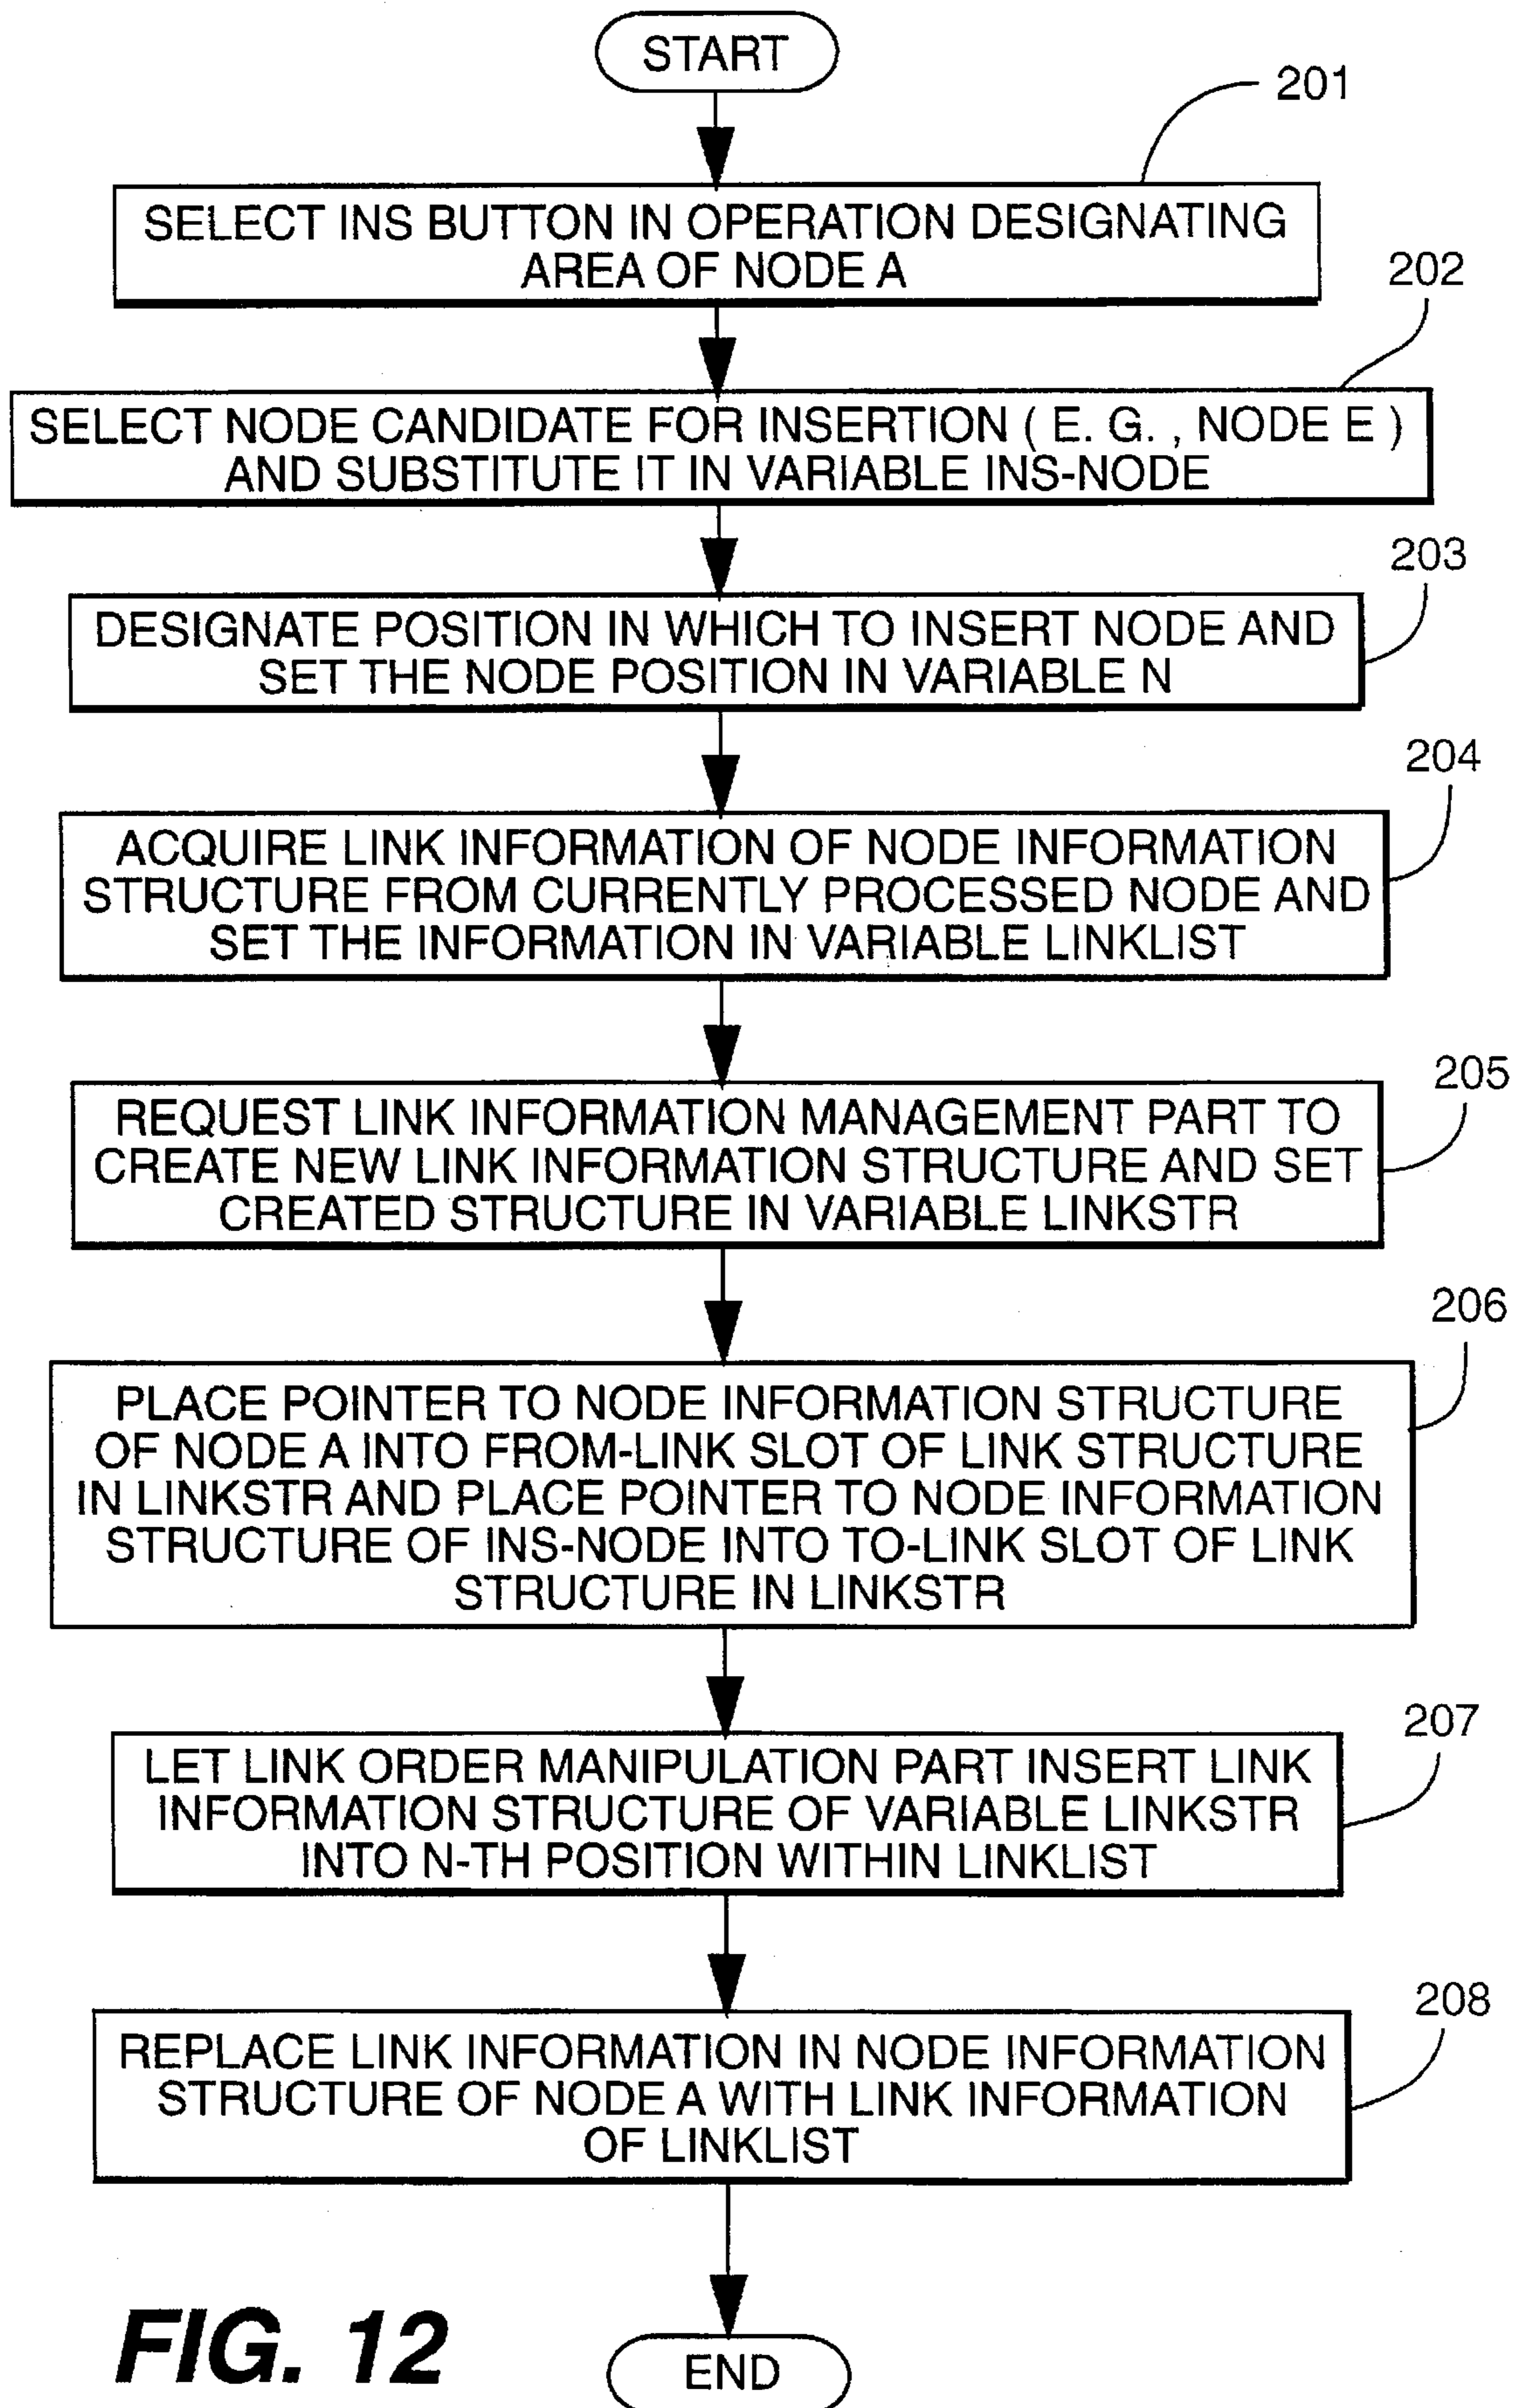 START
201
SELECT INS BUTTON IN OPERATION DESIGNATING
AREA OF NODE A
202
SELECT NODE CANDIDATE FOR INSERTION ( E. G. , NODE E )
AND SUBSTITUTE IT IN VARIABLE INS-NODE
203
DESIGNATE POSITION IN WHICH TO INSERT NODE AND
SET THE NODE POSITION IN VARIABLE N
204
ACQUIRE LINK INFORMATION OF NODE INFORMATION
STRUCTURE FROM CURRENTLY PROCESSED NODE AND
SET THE INFORMATION IN VARIABLE LINKLIST
205
REQUEST LINK INFORMATION MANAGEMENT PART TO
CREATE NEW LINK INFORMATION STRUCTURE AND SET
CREATED STRUCTURE IN VARIABLE LINKSTR
206
PLACE POINTER TO NODE INFORMATION STRUCTURE
OF NODE A INTO FROM-LINK SLOT OF LINK STRUCTURE
IN LINKSTR AND PLACE POINTER TO NODE INFORMATION
STRUCTURE OF INS-NODE INTO TO-LINK SLOT OF LINK
STRUCTURE IN LINKSTR
207
LET LINK ORDER MANIPULATION PART INSERT LINK
INFORMATION STRUCTURE OF VARIABLE LINKSTR
INTO N-TH POSITION WITHIN LINKLIST
208
REPLACE LINK INFORMATION IN NODE INFORMATION
STRUCTURE OF NODE A WITH LINK INFORMATION
OF LINKLIST
FIG. 12
END